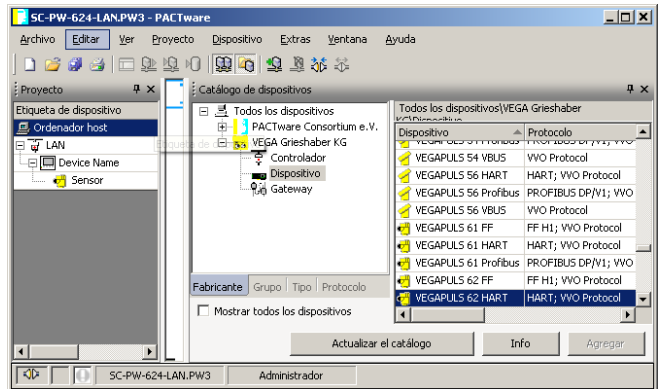 SC-PW-624-LAN.PW3 - PACTware
Archivo Editar Ver Proyecto Dispositivo Extras Ventana Ayuda
Proyecto
Etiqueta de dispositivo
Ordenador host
LAN
Device Name
Sensor
Catálogo de dispositivos
Todos los dispositivos
PACTware Consortium e.V.
VEGA Grieshaber KG
Controlador
Dispositivo
Gateway
Fabricante Grupo Tipo Protocolo
Mostrar todos los dispositivos
Todos los dispositivos\VEGA Grieshaber
KG\Dispositivo
Dispositivo Protocolo
VEGAPULS 54 VBUS VVO Protocol
VEGAPULS 56 HART HART; VVO Protocol
VEGAPULS 56 Profibus PROFIBUS DP/V1; VVO
VEGAPULS 56 VBUS VVO Protocol
VEGAPULS 61 FF FF H1; VVO Protocol
VEGAPULS 61 HART HART; VVO Protocol
VEGAPULS 61 Profibus PROFIBUS DP/V1; VVO
VEGAPULS 62 FF FF H1; VVO Protocol
VEGAPULS 62 HART HART; VVO Protocol
Actualizar el catálogo Info Agregar
SC-PW-624-LAN.PW3 Administrador